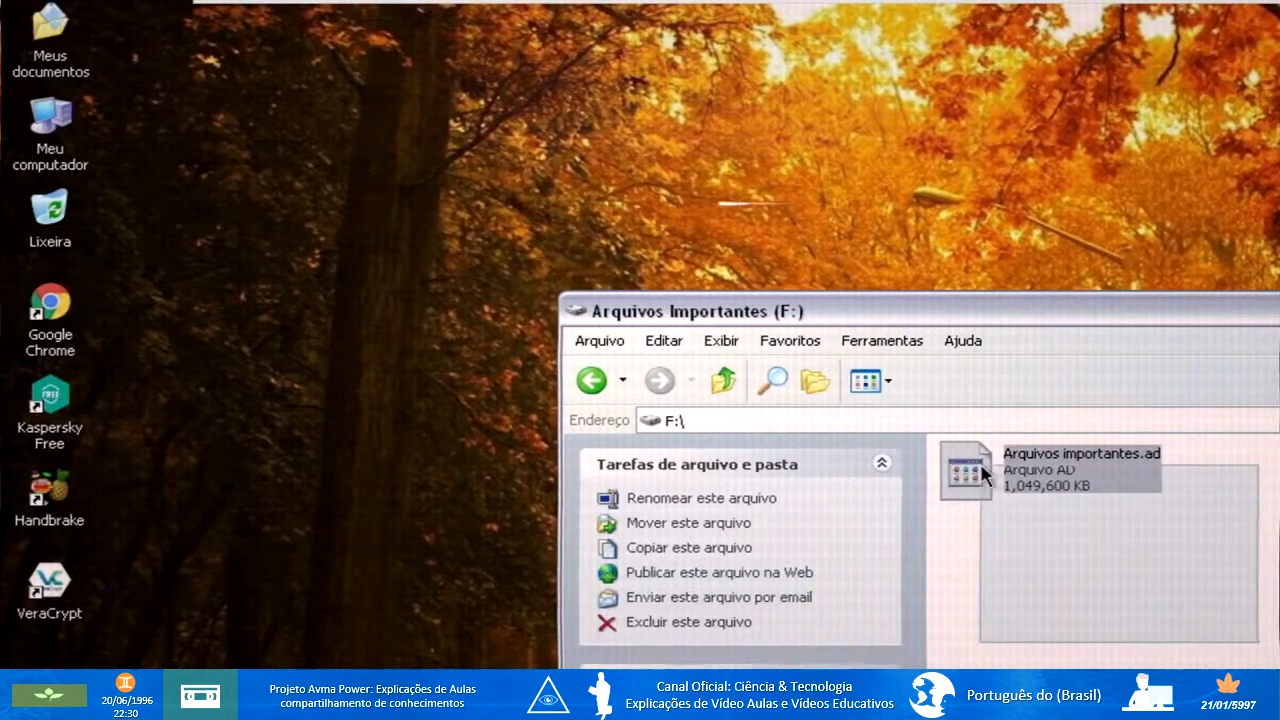 Meus
documentos
Meu
computador
Lixeira
Google
Chrome
FREE
Kaspersky
Free
Handbrake
VC
VeraCrypt
Arquivos Importantes (F:)
Arquivo Editar Exibir Favoritos Ferramentas Ajuda
Endereço F:\
Tarefas de arquivo e pasta
Renomear este arquivo
Mover este arquivo
Copiar este arquivo
Publicar este arquivo na Web
Enviar este arquivo por email
Excluir este arquivo
Arquivos importantes.ad
Arquivo AD
1,049,600 KB
20/06/1996
22:30
Projeto Avma Power: Explicações de Aulas
compartilhamento de conhecimentos
Canal Oficial: Ciência & Tecnologia
Explicações de Vídeo Aulas e Vídeos Educativos
Português do (Brasil)
21/01/5997